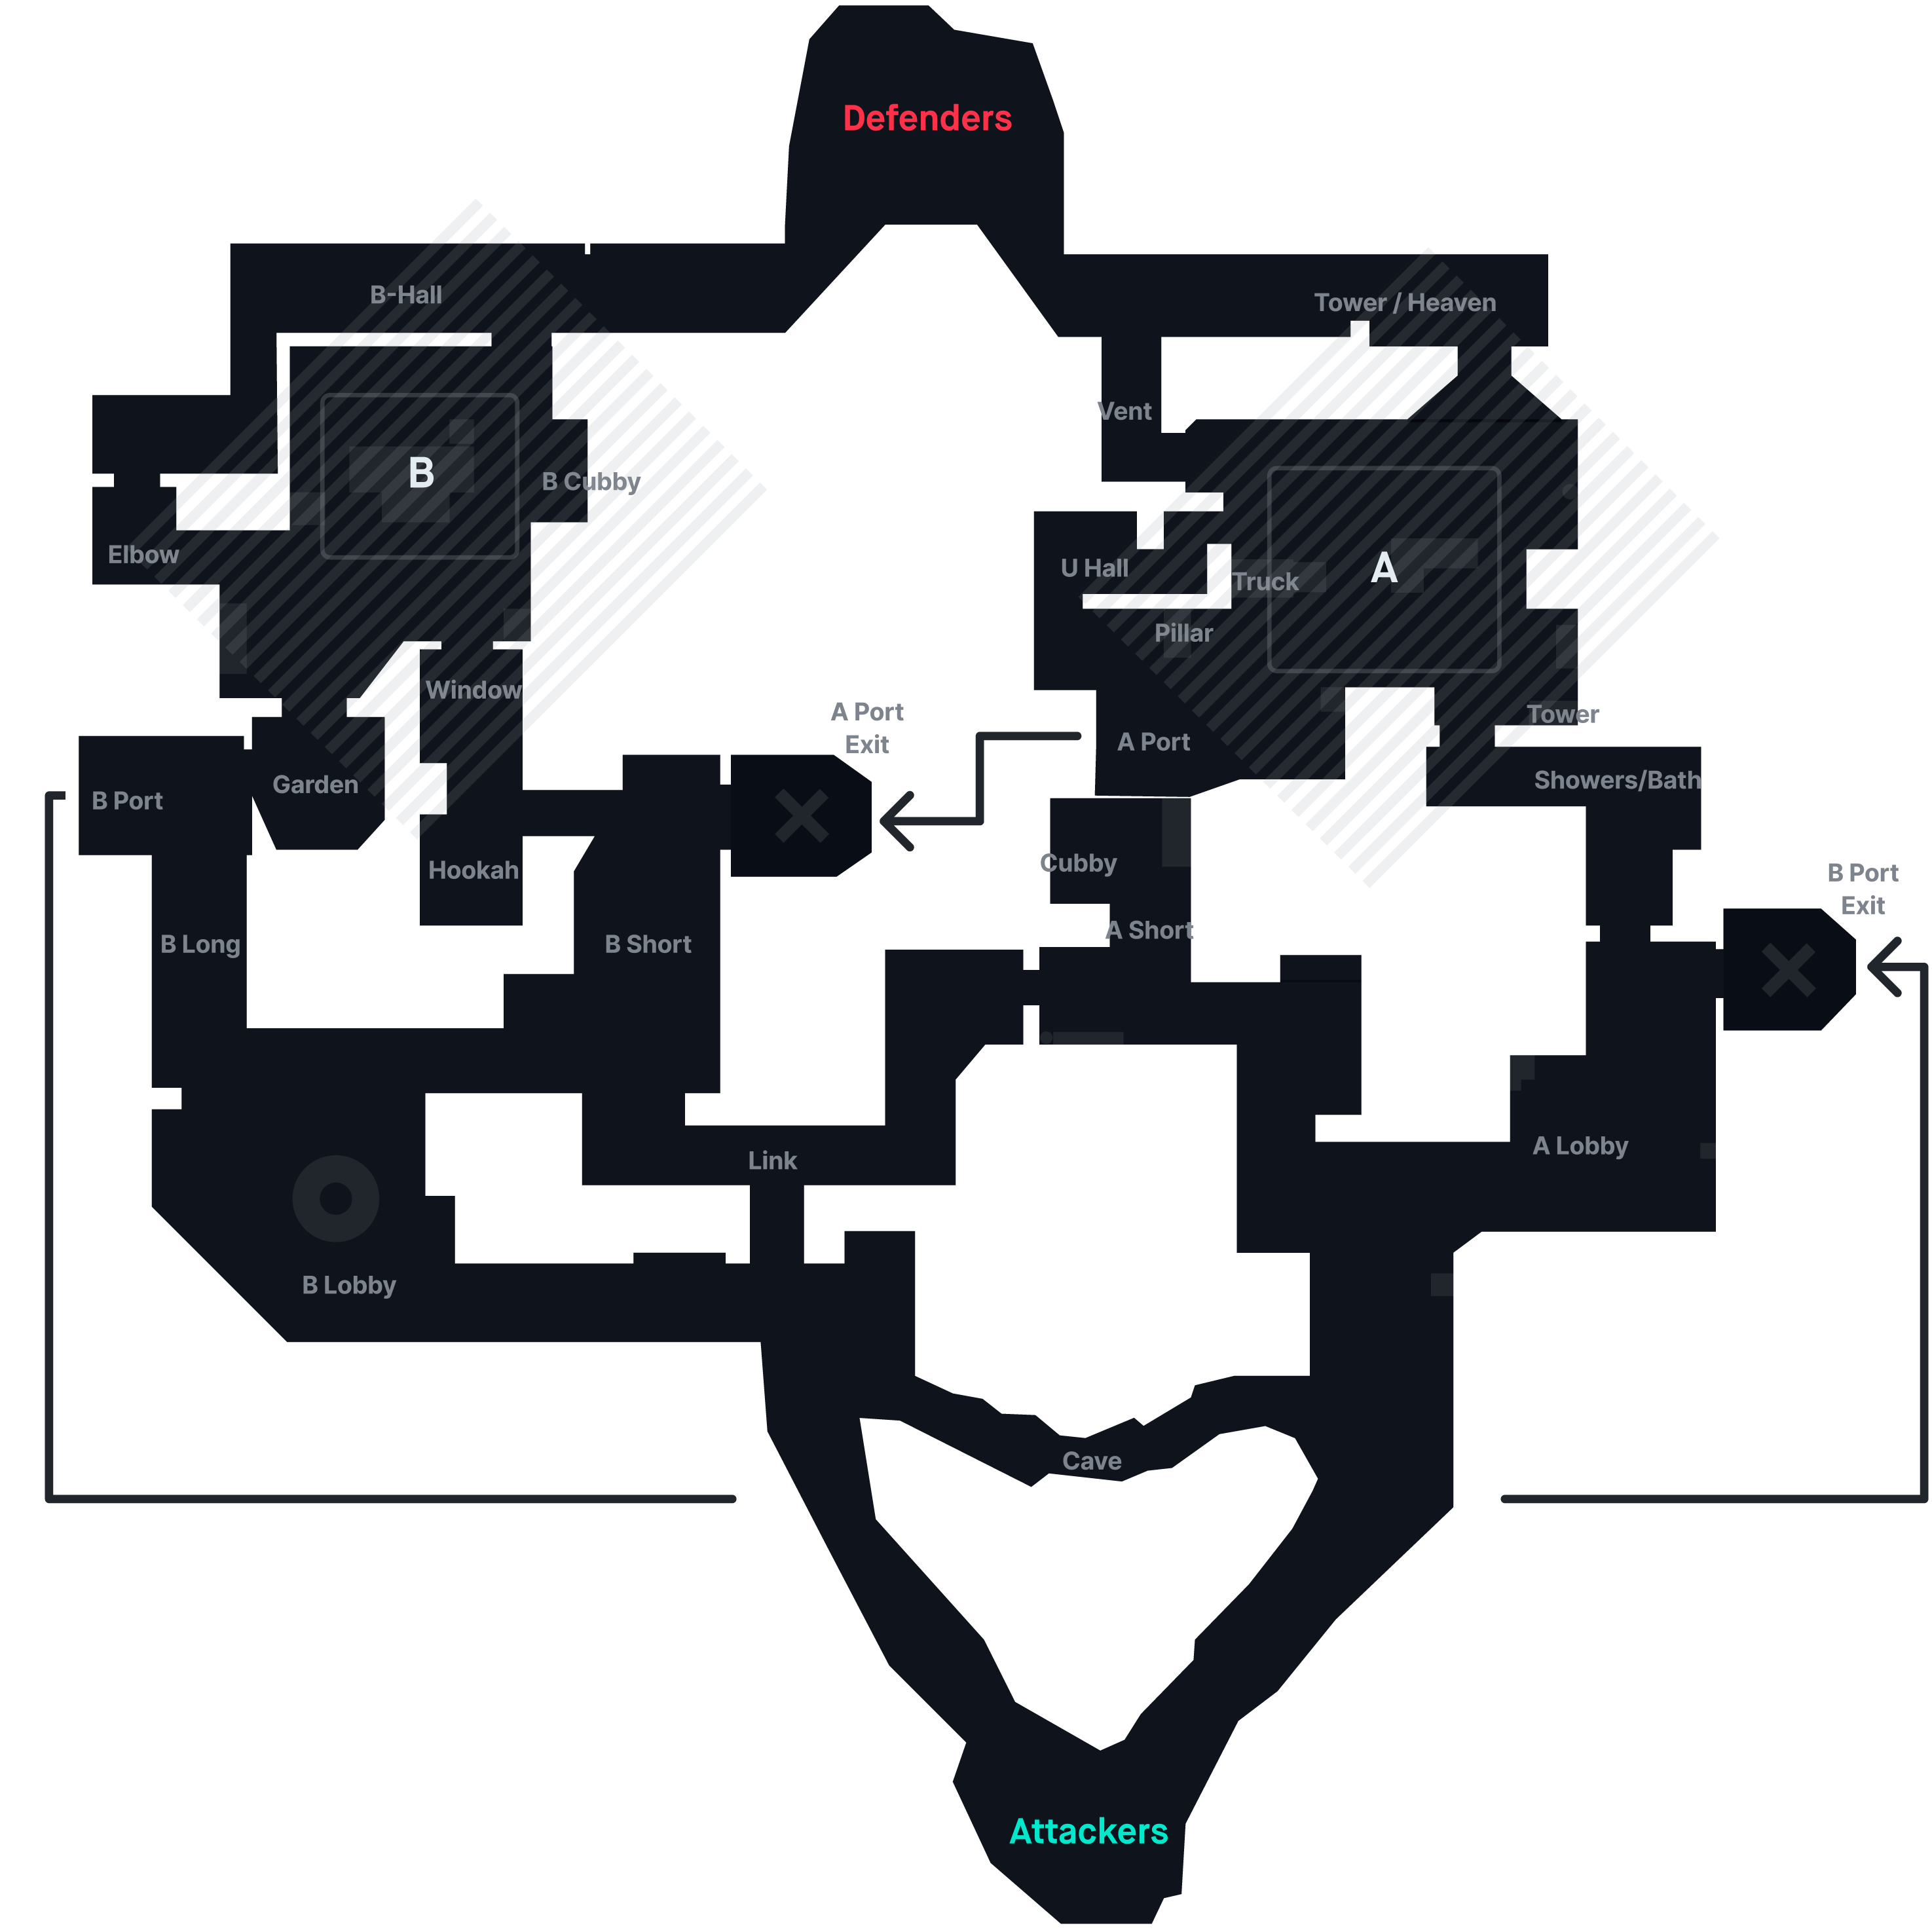 Defenders
B-Hall
Tower / Heaven
Vent
B
B Cubby
Elbow
U Hall
Truck
A
Pillar
Window
A Port
Exit
Tower
A Port
Garden
B Port
Showers/Bath
Hookah
Cubby
B Port
Exit
B Long
B Short
A Short
Link
A Lobby
B Lobby
Cave
Attackers